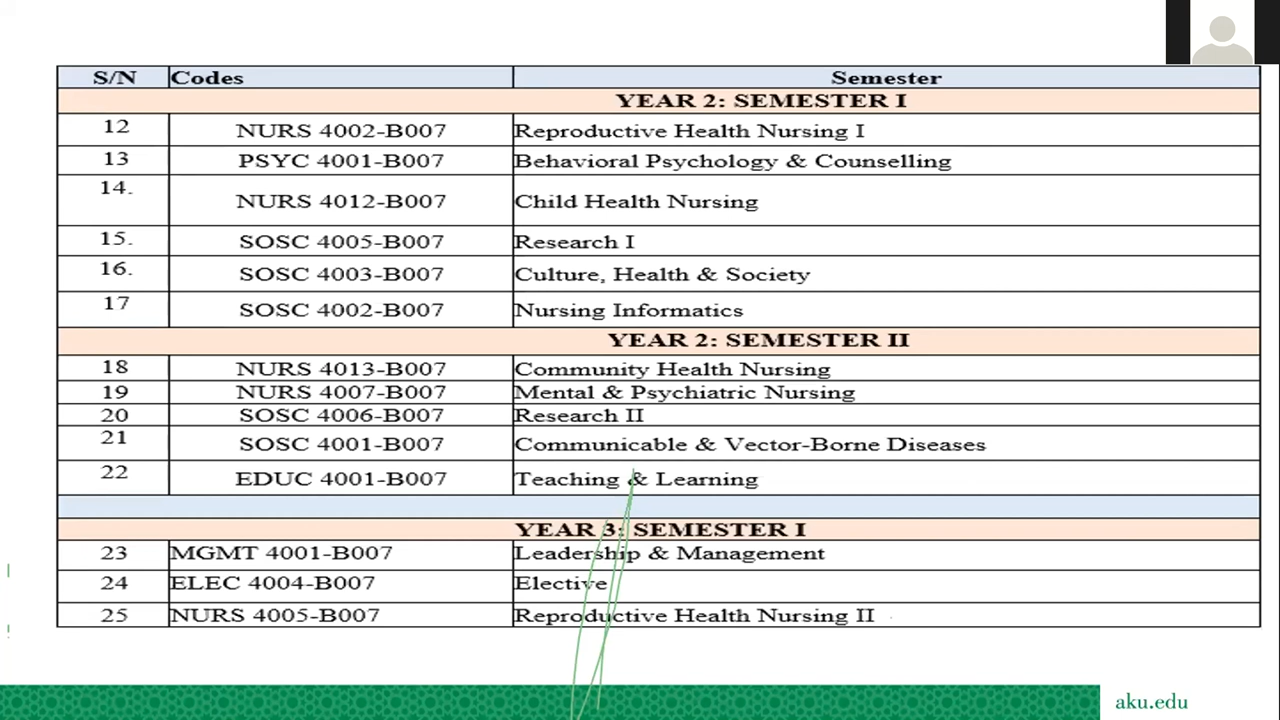 S/N Codes Semester
YEAR 2: SEMESTER I
12 NURS 4002-B007 Reproductive Health Nursing I
13 PSYC 4001-B007 Behavioral Psychology & Counselling
14. NURS 4012-B007 Child Health Nursing
15. SOSC 4005-B007 Research I
16. SOSC 4003-B007 Culture, Health & Society
17 SOSC 4002-B007 Nursing Informatics
YEAR 2: SEMESTER II
18 NURS 4013-B007 Community Health Nursing
19 NURS 4007-B007 Mental & Psychiatric Nursing
20 SOSC 4006-B007 Research II
21 SOSC 4001-B007 Communicable & Vector-Borne Diseases
22 EDUC 4001-B007 Teaching & Learning
YEAR 3: SEMESTER I
23 MGMT 4001-B007 Leadership & Management
24 ELEC 4004-B007 Elective
25 NURS 4005-B007 Reproductive Health Nursing II
aku.edu